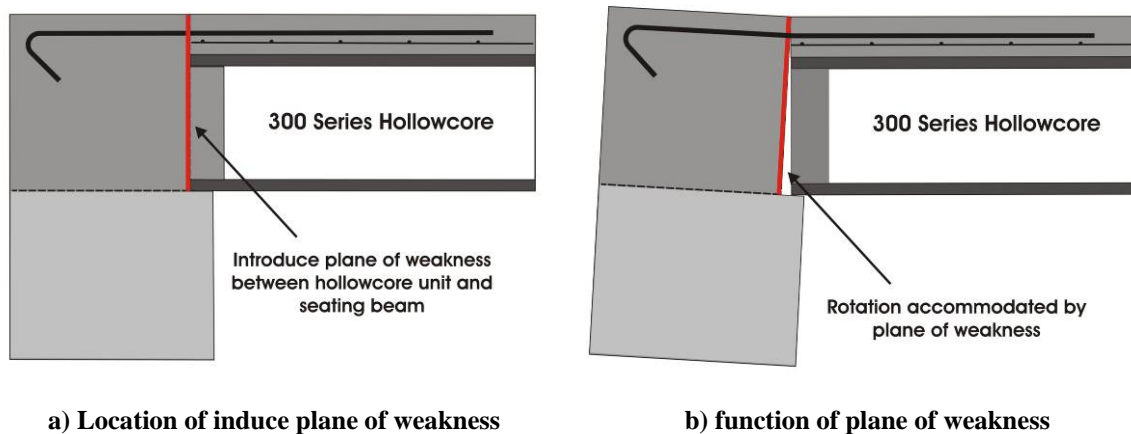 300 Series Hollowcore
Introduce plane of weakness
between hollowcore unit and
seating beam
a) Location of induce plane of weakness
300 Series Hollowcore
Rotation accommodated by
plane of weakness
b) function of plane of weakness